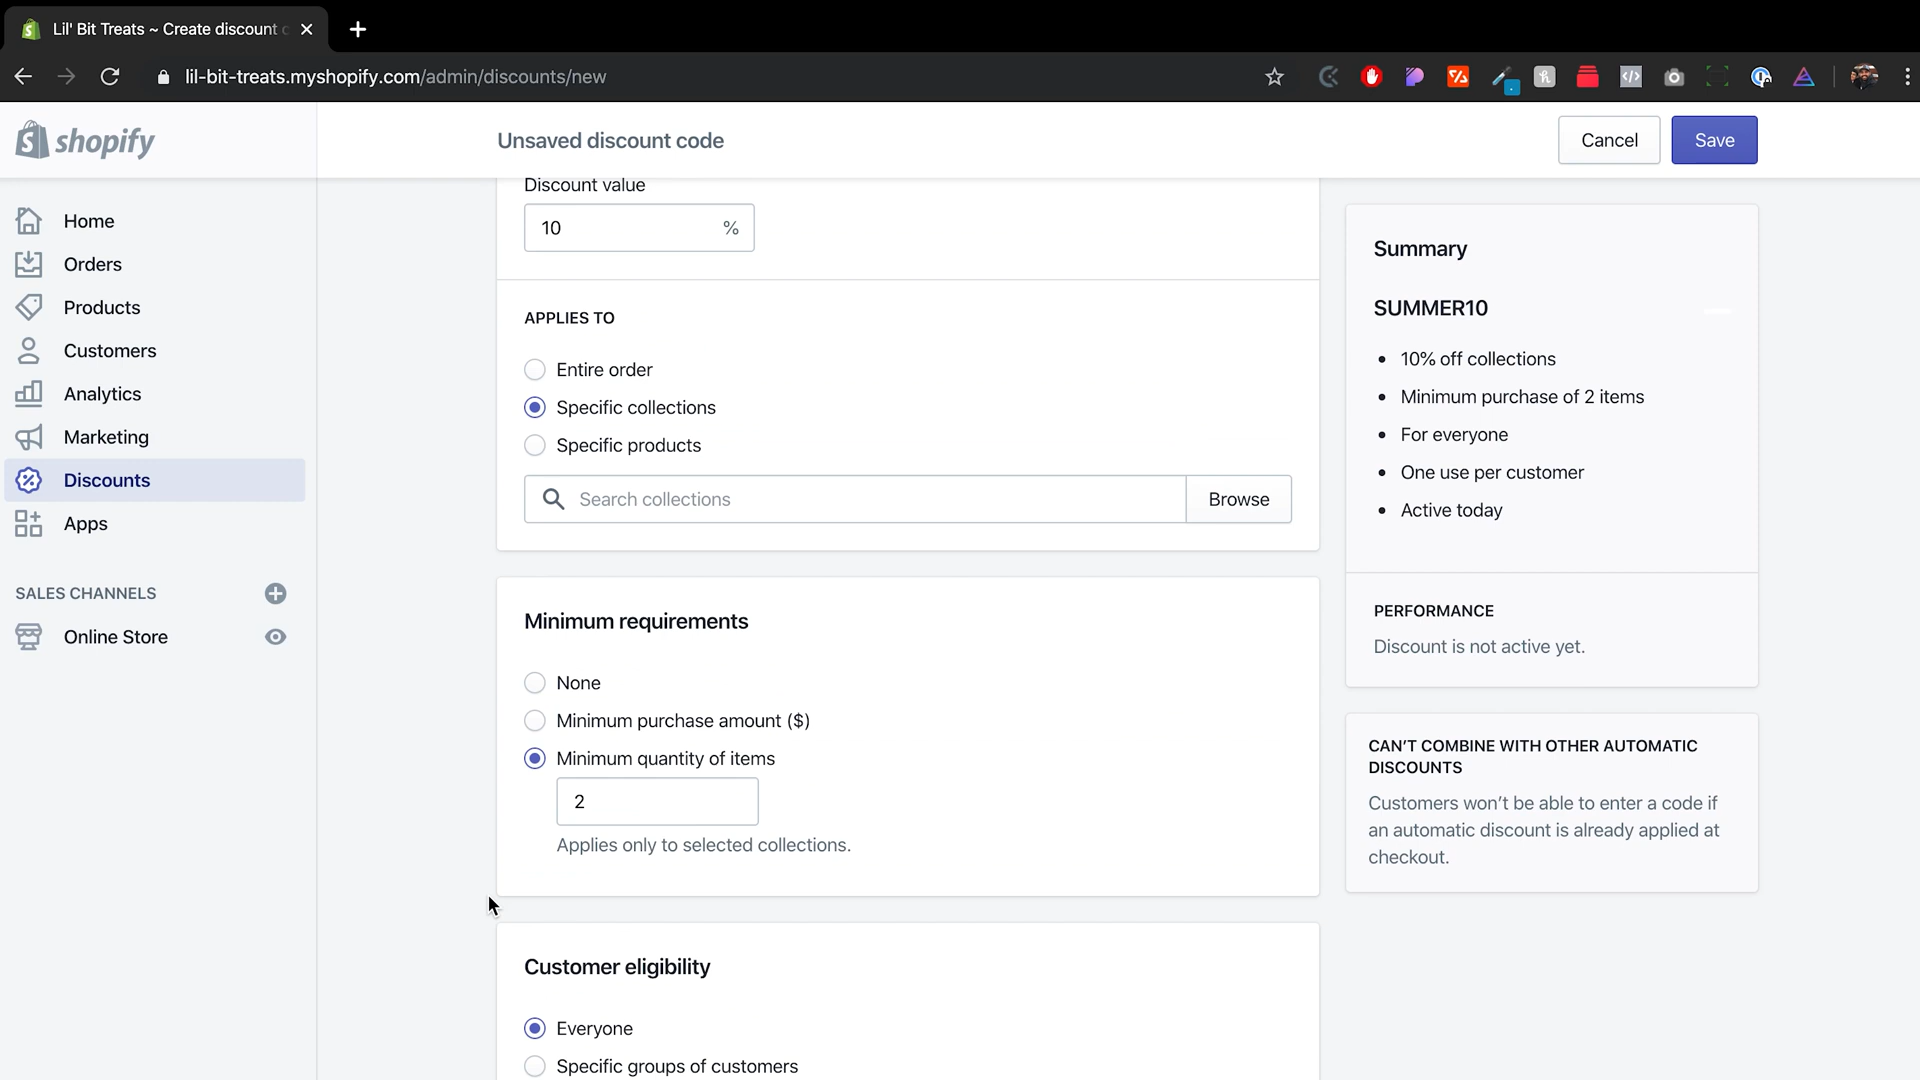 Lil' Bit Treats ~ Create discount c
lil-bit-treats.myshopify.com/admin/discounts/new
shopify
Unsaved discount code
Cancel
Save
Home
Orders
Products
Customers
Analytics
Marketing
Discounts
Apps
SALES CHANNELS
Online Store
Discount value
10 %
APPLIES TO
Entire order
Specific collections
Specific products
Search collections
Browse
Minimum requirements
None
Minimum purchase amount ($)
Minimum quantity of items
2
Applies only to selected collections.
Customer eligibility
Everyone
Specific groups of customers
Summary
SUMMER10
• 10% off collections
• Minimum purchase of 2 items
• For everyone
• One use per customer
• Active today
PERFORMANCE
Discount is not active yet.
CAN'T COMBINE WITH OTHER AUTOMATIC
DISCOUNTS
Customers won't be able to enter a code if
an automatic discount is already applied at
checkout.